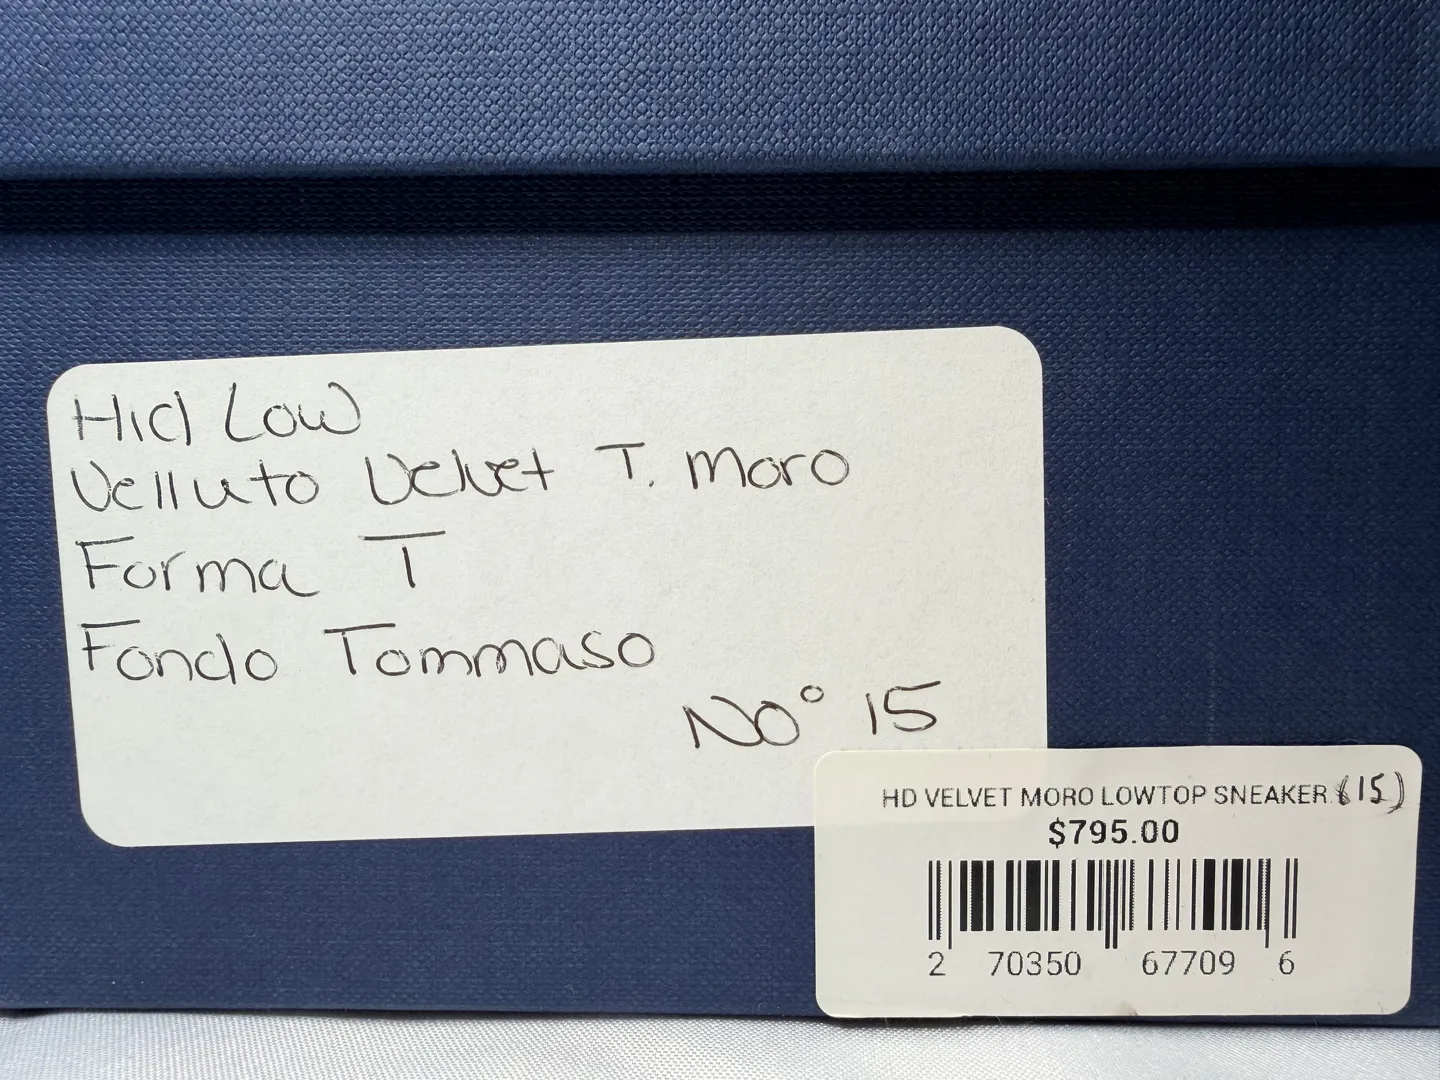 Hid Low
Velluto Velvet T. Moro
Forma T
Fondo Tommaso
No° 15
HD VELVET MORO LOWTOP SNEAKER (15)
$795.00
2 70350 67709 6